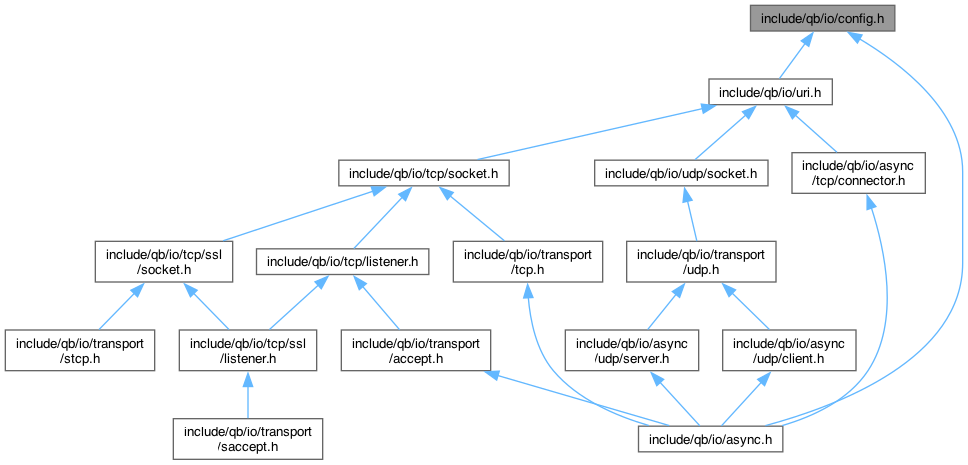 include/qb/io/config.h
include/qb/io/uri.h
include/qb/io/tcp/socket.h
include/qb/io/udp/socket.h
include/qb/io/async
/tcp/connector.h
include/qb/io/tcp/ssl
/socket.h
include/qb/io/tcp/listener.h
include/qb/io/transport
/tcp.h
include/qb/io/transport
/udp.h
include/qb/io/transport
/stcp.h
include/qb/io/tcp/ssl
/listener.h
include/qb/io/transport
/accept.h
include/qb/io/async
/udp/server.h
include/qb/io/async
/udp/client.h
include/qb/io/transport
/saccept.h
include/qb/io/async.h